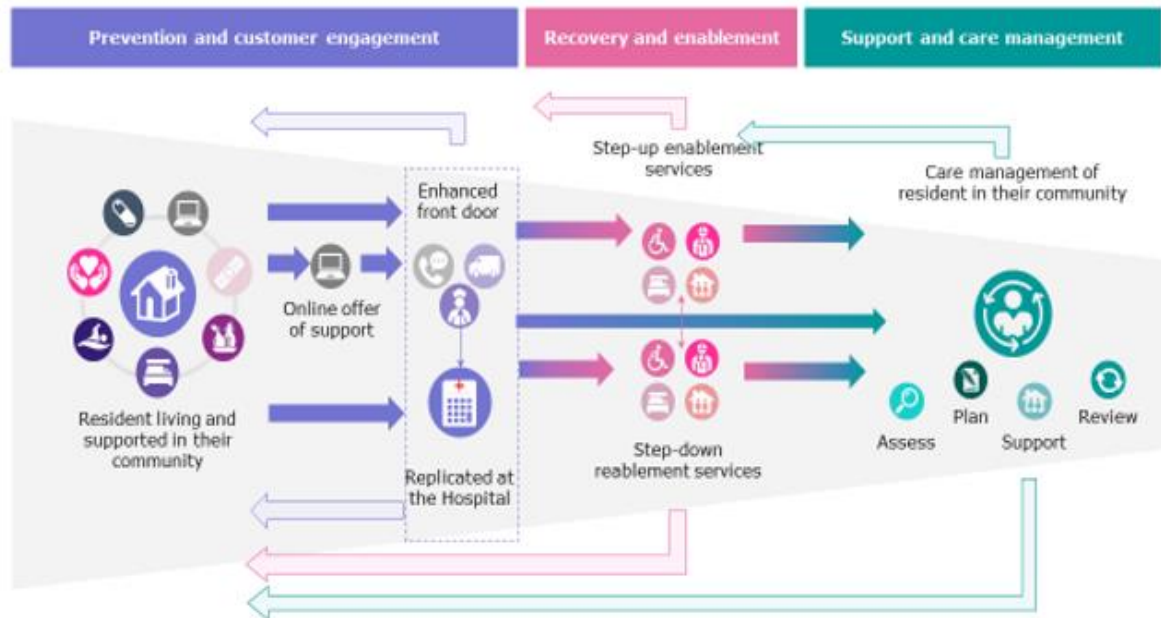 Prevention and customer engagement
Recovery and enablement
Support and care management
Step-up enablement
services
Care management of
resident in their community
Enhanced
front door
Online offer
of support
Resident living and
supported in their
community
Replicated at
the Hospital
Step-down
reablement services
Assess
Plan
Support
Review